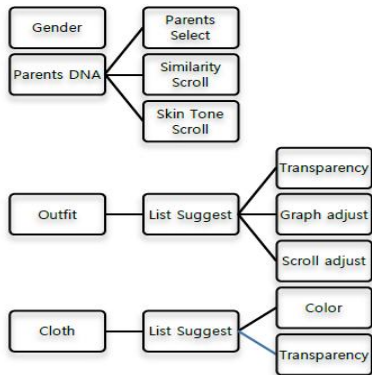 Gender
Parents
Select
Parents DNA
Similarity
Scroll
Skin Tone
Scroll
Transparency
Outfit
List Suggest
Graph adjust
Scroll adjust
Color
Cloth
List Suggest
Transparency